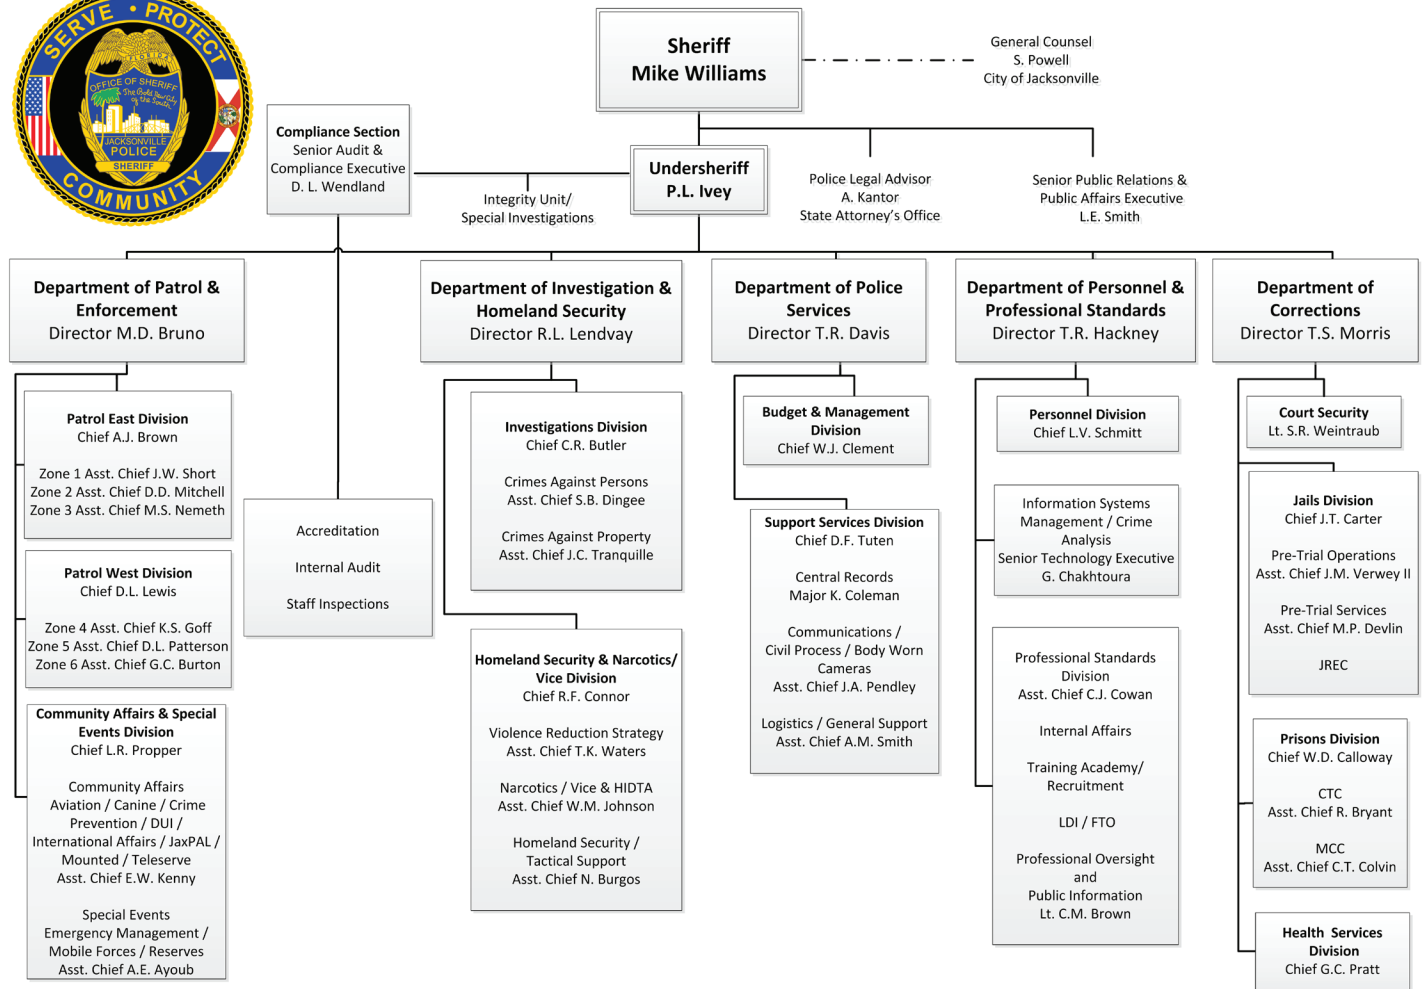 SERVE • PROTECT
FLORIDA
OFFICE OF SHERIFF
The Bold New City
of the South
JACKSONVILLE
POLICE
SHERIFF
COMMUNITY
Sheriff
Mike Williams
General Counsel
S. Powell
City of Jacksonville
Compliance Section
Senior Audit &
Compliance Executive
D. L. Wendland
Integrity Unit/
Special Investigations
Undersheriff
P.L. Ivey
Police Legal Advisor
A. Kantor
State Attorney's Office
Senior Public Relations &
Public Affairs Executive
L.E. Smith
Department of Patrol &
Enforcement
Director M.D. Bruno
Department of Investigation &
Homeland Security
Director R.L. Lendvay
Department of Police
Services
Director T.R. Davis
Department of Personnel &
Professional Standards
Director T.R. Hackney
Department of
Corrections
Director T.S. Morris
Patrol East Division
Chief A.J. Brown
Zone 1 Asst. Chief J.W. Short
Zone 2 Asst. Chief D.D. Mitchell
Zone 3 Asst. Chief M.S. Nemeth
Patrol West Division
Chief D.L. Lewis
Zone 4 Asst. Chief K.S. Goff
Zone 5 Asst. Chief D.L. Patterson
Zone 6 Asst. Chief G.C. Burton
Community Affairs & Special
Events Division
Chief L.R. Propper
Community Affairs
Aviation / Canine / Crime
Prevention / DUI /
International Affairs / JaxPAL /
Mounted / Teleserve
Asst. Chief E.W. Kenny
Special Events
Emergency Management /
Mobile Forces / Reserves
Asst. Chief A.E. Ayoub
Accreditation
Internal Audit
Staff Inspections
Investigations Division
Chief C.R. Butler
Crimes Against Persons
Asst. Chief S.B. Dingee
Crimes Against Property
Asst. Chief J.C. Tranquille
Homeland Security & Narcotics/
Vice Division
Chief R.F. Connor
Violence Reduction Strategy
Asst. Chief T.K. Waters
Narcotics / Vice & HIDTA
Asst. Chief W.M. Johnson
Homeland Security /
Tactical Support
Asst. Chief N. Burgos
Budget & Management
Division
Chief W.J. Clement
Support Services Division
Chief D.F. Tuten
Central Records
Major K. Coleman
Communications /
Civil Process / Body Worn
Cameras
Asst. Chief J.A. Pendley
Logistics / General Support
Asst. Chief A.M. Smith
Personnel Division
Chief L.V. Schmitt
Information Systems
Management / Crime
Analysis
Senior Technology Executive
G. Chakhtoura
Professional Standards
Division
Asst. Chief C.J. Cowan
Internal Affairs
Training Academy/
Recruitment
LDI / FTO
Professional Oversight
and
Public Information
Lt. C.M. Brown
Court Security
Lt. S.R. Weintraub
Jails Division
Chief J.T. Carter
Pre-Trial Operations
Asst. Chief J.M. Verwey II
Pre-Trial Services
Asst. Chief M.P. Devlin
JREC
Prisons Division
Chief W.D. Calloway
CTC
Asst. Chief R. Bryant
MCC
Asst. Chief C.T. Colvin
Health Services
Division
Chief G.C. Pratt